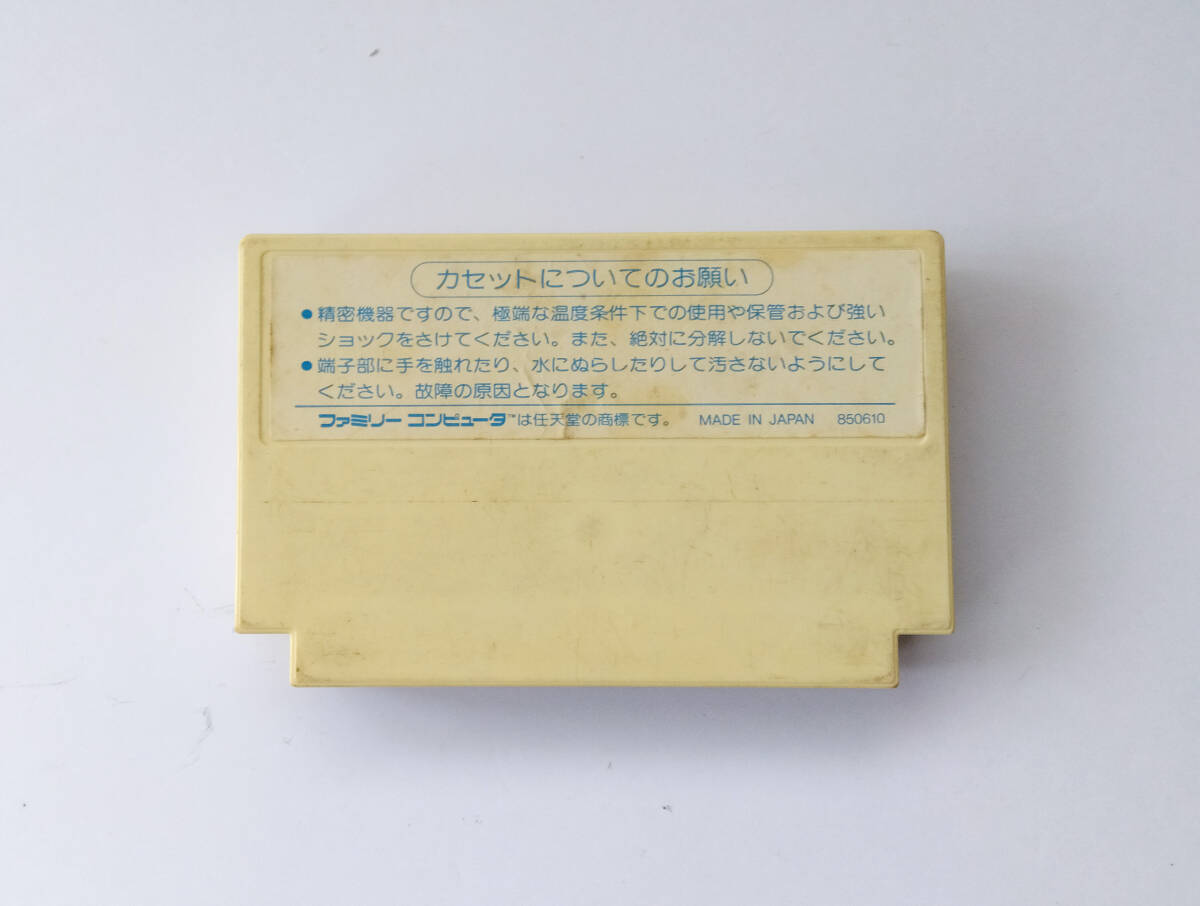 カセットについてのお願い
●精密機器ですので、極端な温度条件下での使用や保管および強い
ショックをさけてください。また、絶対に分解しないでください。
●端子部に手を触れたり、水にぬらしたりして汚さないようにして
ください。故障の原因となります。
ファミリー コンピュータ™は任天堂の商標です。 MADE IN JAPAN 850610